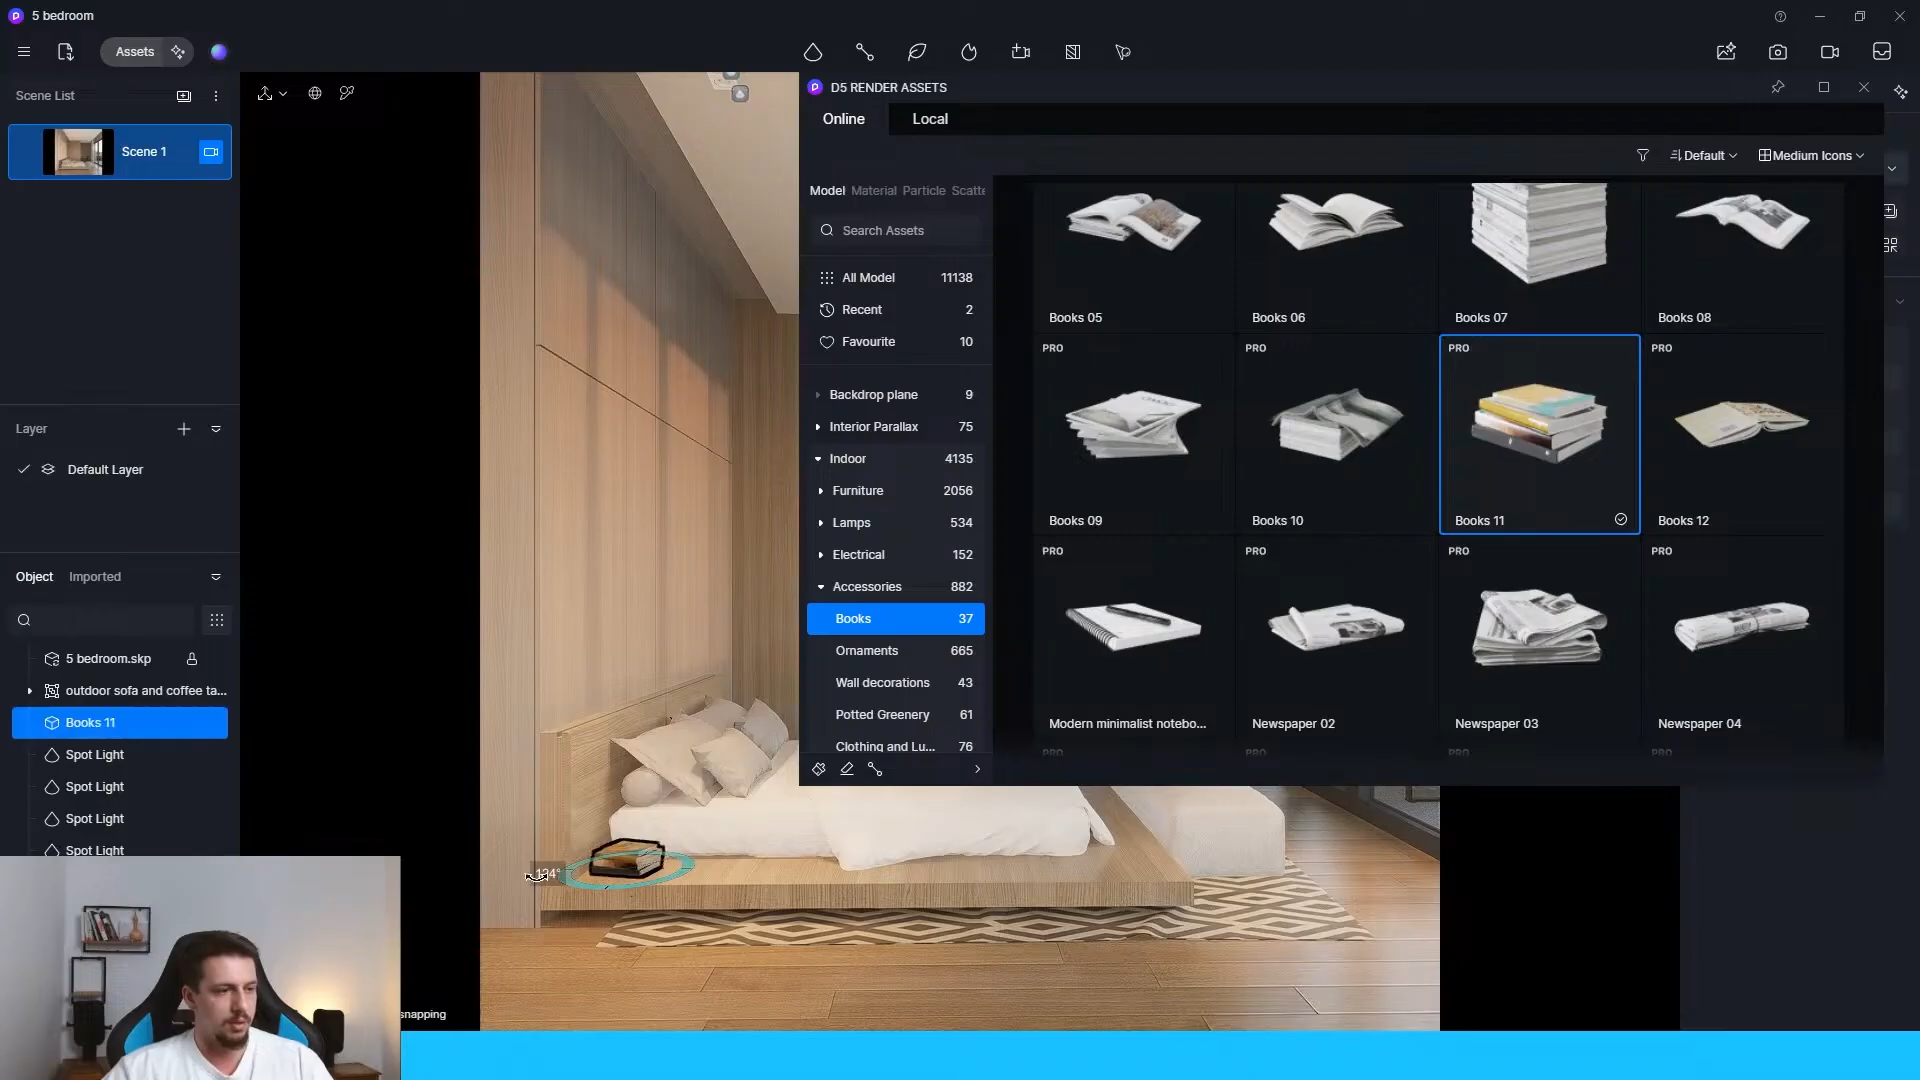 5 bedroom
Assets
Scene List
Scene 1
Layer
Default Layer
Object Imported
5 bedroom.skp
outdoor sofa and coffee ta...
Books 11
Spot Light
Spot Light
Spot Light
Spot Light
snapping
D5 RENDER ASSETS
Online Local
Default Medium Icons
Model Material Particle Scatte
Search Assets
All Model 11138
Recent 2
Favourite 10
Backdrop plane 9
Interior Parallax 75
Indoor 4135
Furniture 2056
Lamps 534
Electrical 152
Accessories 882
Books 37
Ornaments 665
Wall decorations 43
Potted Greenery 61
Clothing and Lu... 76
Books 05 Books 06 Books 07 Books 08
PRO PRO PRO PRO
Books 09 Books 10 Books 11 Books 12
PRO PRO PRO PRO
Modern minimalist notebo... Newspaper 02 Newspaper 03 Newspaper 04
PRO PRO PRO PRO